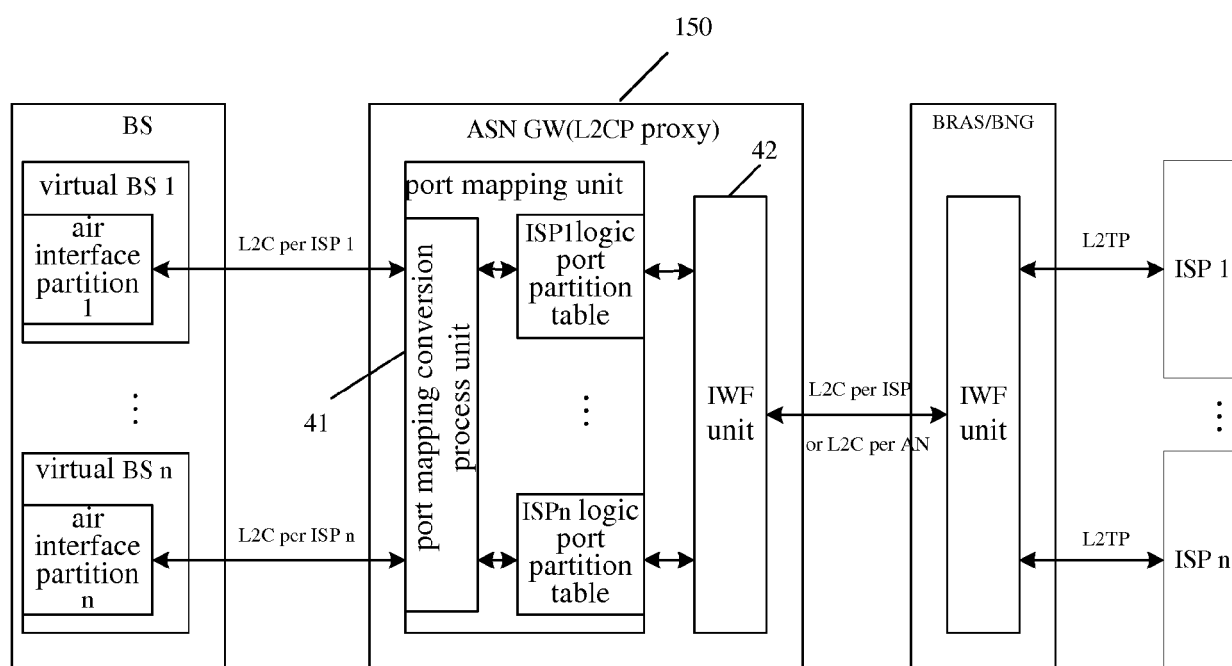 150
BS
ASN GW(L2CP proxy)
BRAS/BNG
42
virtual BS 1
air
interface
partition
1
L2C per ISP 1
port mapping unit
port mapping conversion
process unit
ISP1logic
port
partition
table
IWF
unit
L2C per ISP
or L2C per AN
IWF
unit
L2TP
ISP 1
41
virtual BS n
air
interface
partition
n
L2C per ISP n
ISPn logic
port
partition
table
L2TP
ISP n